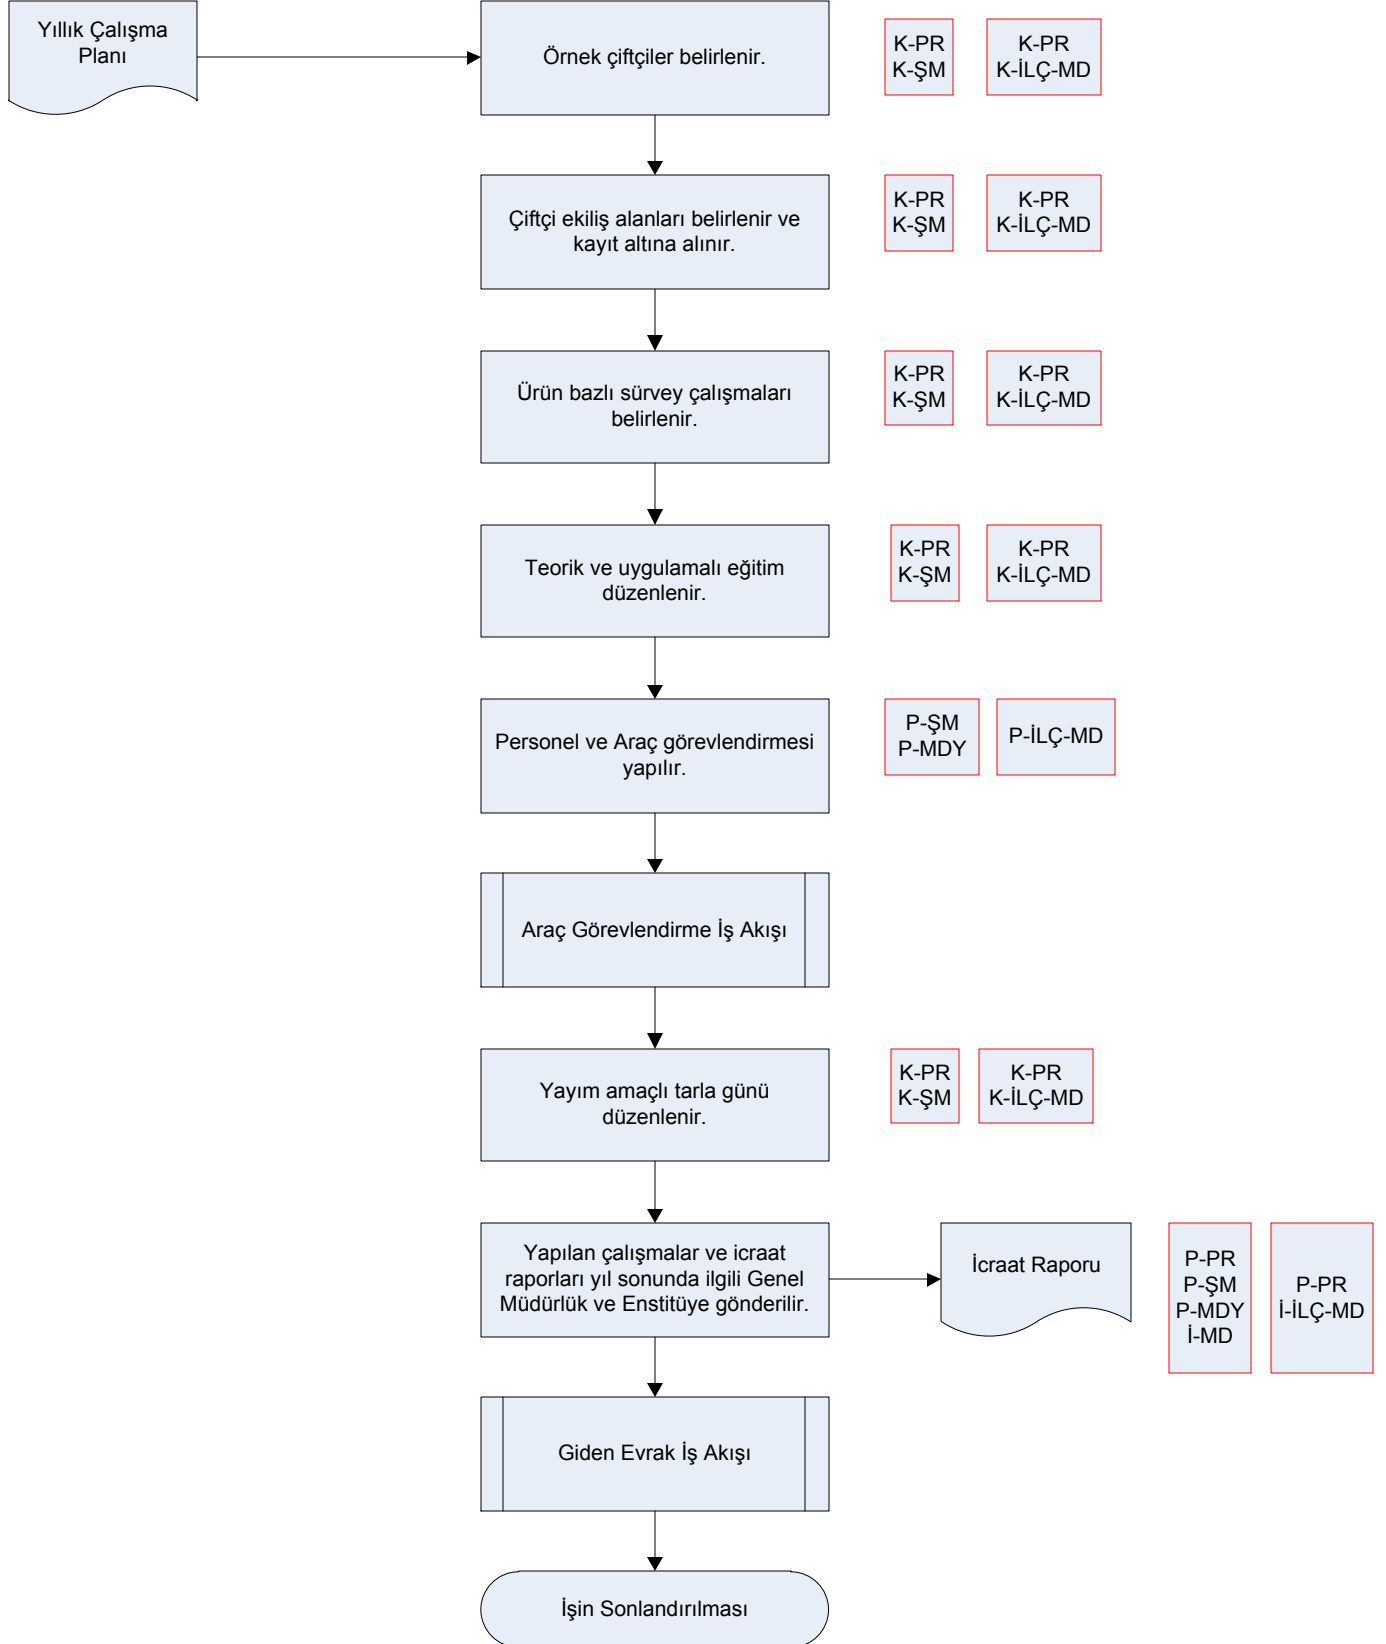 Yıllık Çalışma
Planı
Örnek çiftçiler belirlenir.
K-PR
K-ŞM
K-PR
K-İLÇ-MD
Çiftçi ekiliş alanları belirlenir ve
kayıt altına alınır.
K-PR
K-ŞM
K-PR
K-İLÇ-MD
Ürün bazlı sürvey çalışmaları
belirlenir.
K-PR
K-ŞM
K-PR
K-İLÇ-MD
Teorik ve uygulamalı eğitim
düzenlenir.
K-PR
K-ŞM
K-PR
K-İLÇ-MD
Personel ve Araç görevlendirmesi
yapılır.
P-ŞM
P-MDY
P-İLÇ-MD
Araç Görevlendirme İş Akışı
Yayım amaçlı tarla günü
düzenlenir.
K-PR
K-ŞM
K-PR
K-İLÇ-MD
Yapılan çalışmalar ve icraat
raporları yıl sonunda ilgili Genel
Müdürlük ve Enstitüye gönderilir.
İcraat Raporu
P-PR
P-ŞM
P-MDY
İ-MD
P-PR
İ-İLÇ-MD
Giden Evrak İş Akışı
İşin Sonlandırılması